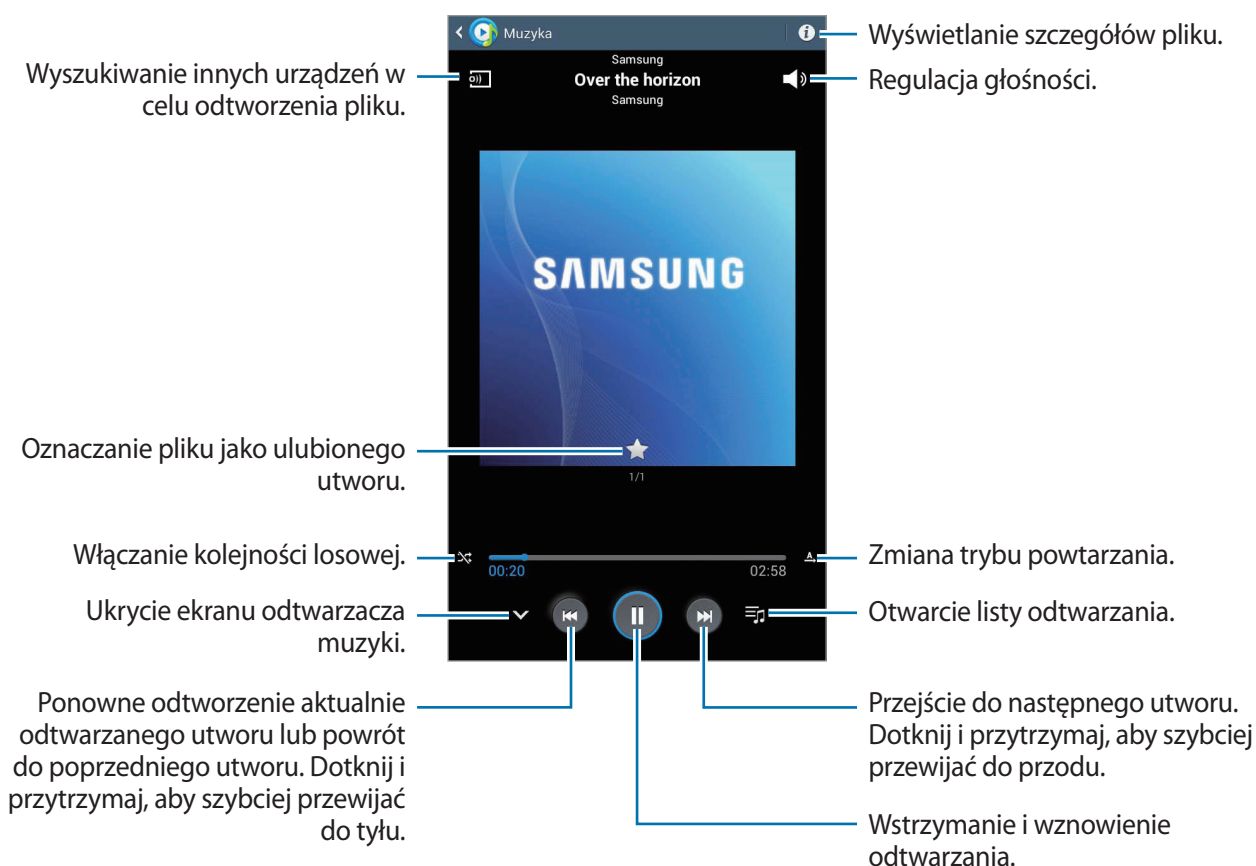 Muzyka
Wyświetlanie szczegółów pliku.
Samsung
Over the horizon
Samsung
Wyszukiwanie innych urządzeń w
celu odtworzenia pliku.
Regulacja głośności.
SAMSUNG
Oznaczanie pliku jako ulubionego
utworu.
1/1
Włączanie kolejności losowej.
00:20
02:58
A
Zmiana trybu powtarzania.
Ukrycie ekranu odtwarzacza
muzyki.
Otwarcie listy odtwarzania.
Ponowne odtworzenie aktualnie
odtwarzanego utworu lub powrót
do poprzedniego utworu. Dotknij i
przytrzymaj, aby szybciej przewijać
do tyłu.
Przejście do następnego utworu.
Dotknij i przytrzymaj, aby szybciej
przewijać do przodu.
Wstrzymanie i wznowienie
odtwarzania.